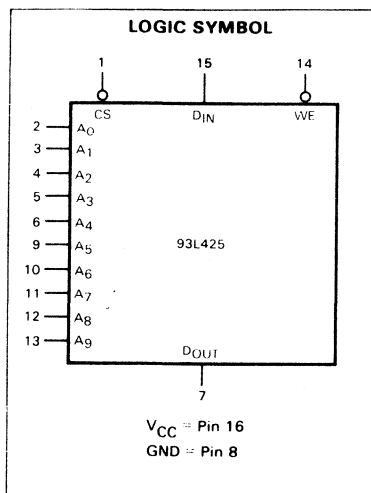 LOGIC SYMBOL
1 15 14
CS DIN WE
2 A0
3 A1
4 A2
5 A3
6 A4
9 A5
93L425
10 A6
11 A7
12 A8
13 A9
DOUT
7
VCC = Pin 16
GND = Pin 8